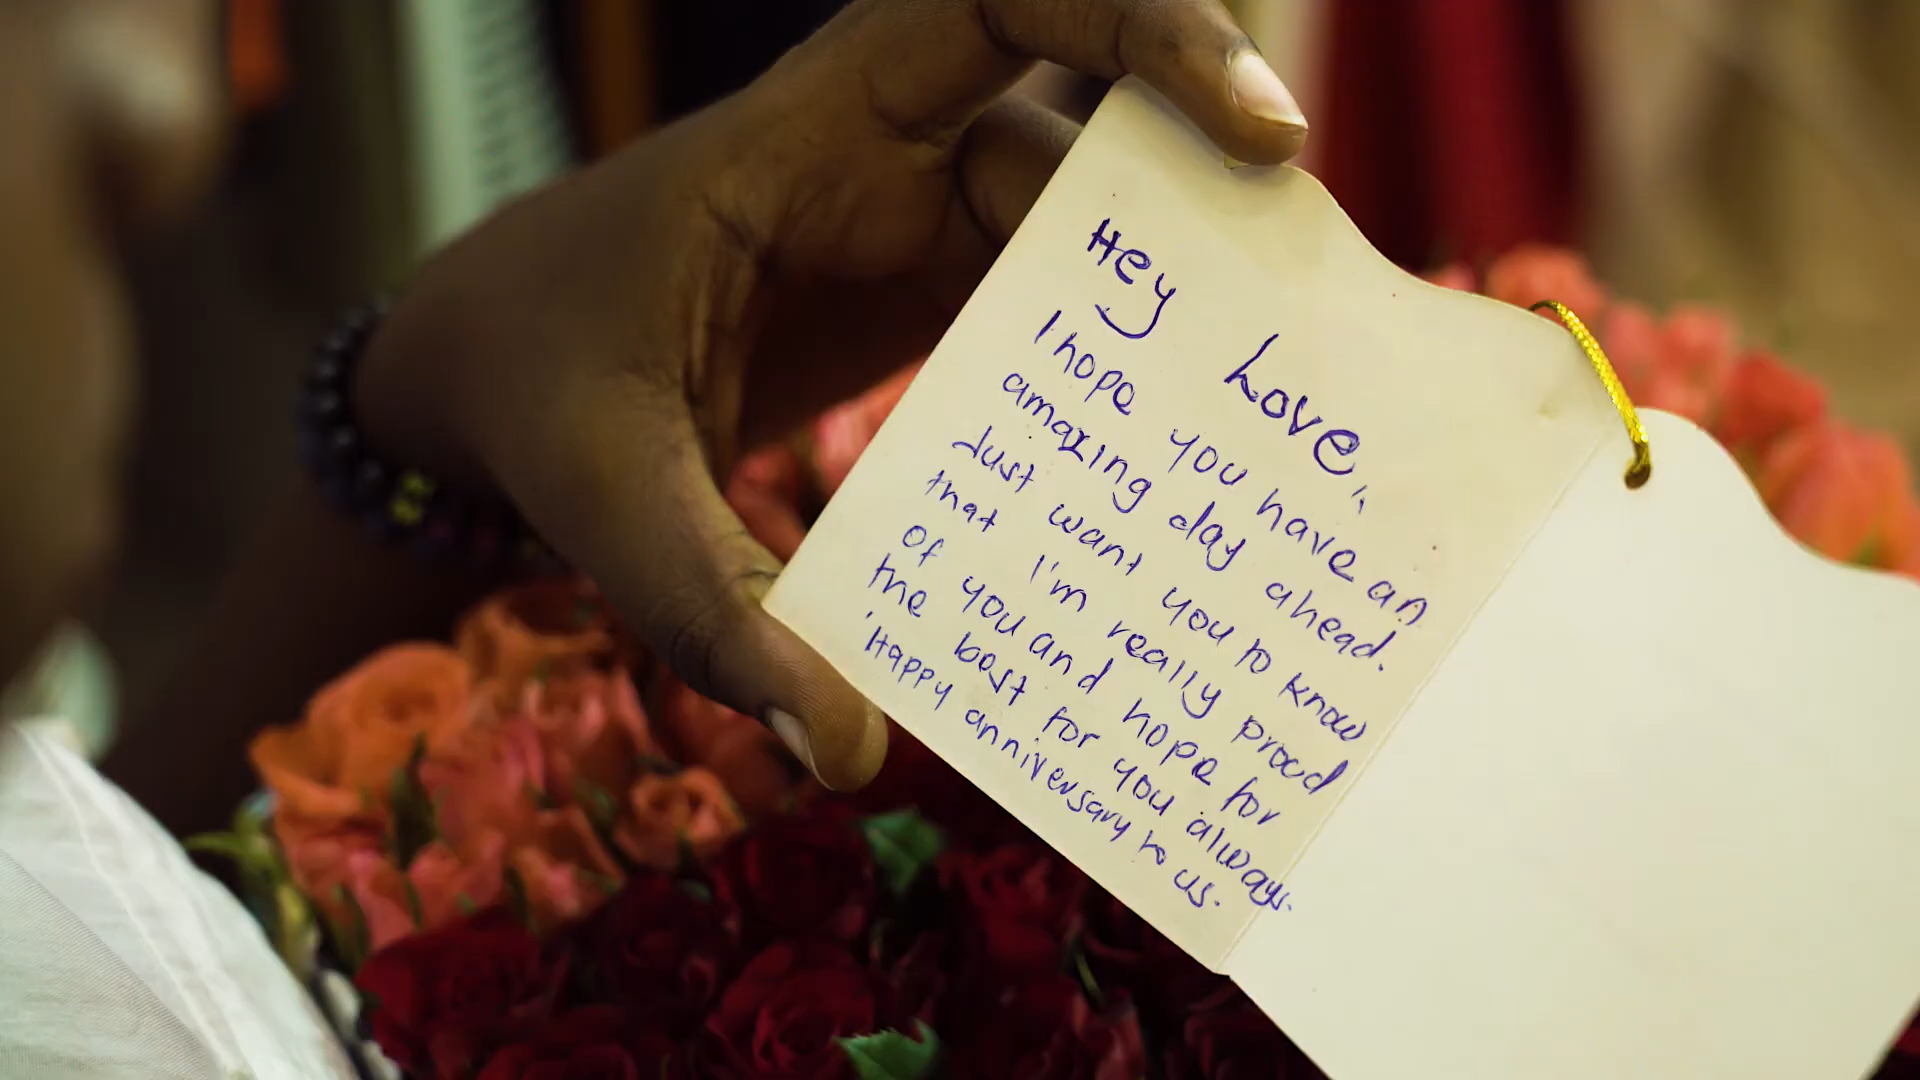 Hey Love,
I hope you have an
amazing day ahead.
Just want you to know
that I'm really proud
of you and hope for
the best for you always.
Happy anniversary to us.